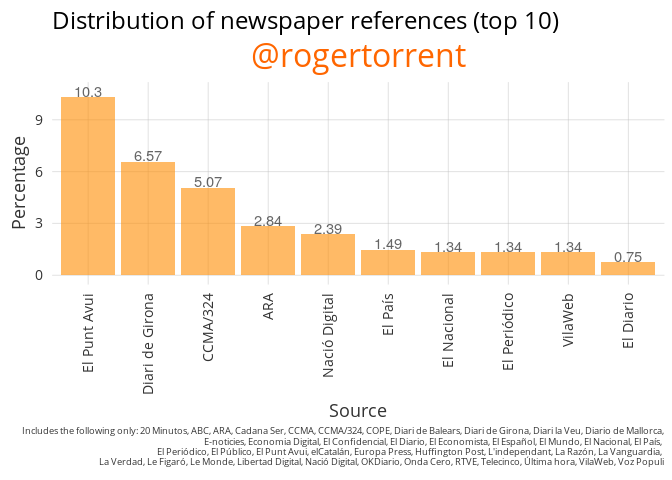 Distribution of newspaper references (top 10)
@rogertorrent
Percentage
9
6
3
0
10.3
6.57
5.07
2.84
2.39
1.49
1.34
1.34
1.34
0.75
El Punt Avui
Diari de Girona
CCMA/324
ARA
Nació Digital
El País
El Nacional
El Periódico
VilaWeb
El Diario
Source
Includes the following only: 20 Minutos, ABC, ARA, Cadana Ser, CCMA, CCMA/324, COPE, Diari de Balears, Diari de Girona, Diari la Veu, Diario de Mallorca,
E-noticies, Economia Digital, El Confidencial, El Diario, El Economista, El Español, El Mundo, El Nacional, El País,
El Periódico, El Público, El Punt Avui, elCatalán, Europa Press, Huffington Post, L'independant, La Razón, La Vanguardia,
La Verdad, Le Figaró, Le Monde, Libertad Digital, Nació Digital, OKDiario, Onda Cero, RTVE, Telecinco, Última hora, VilaWeb, Voz Populi